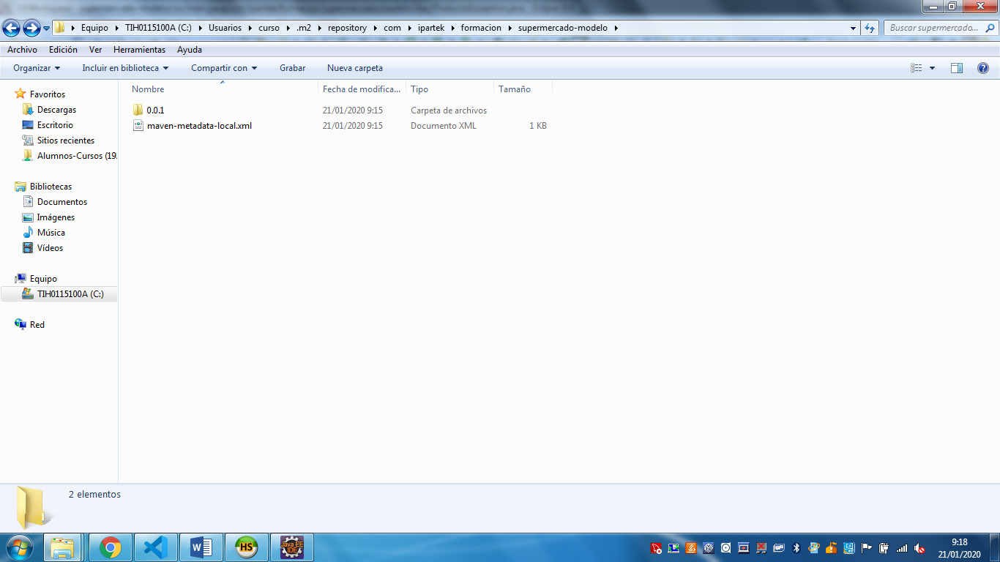 Equipo TIH0115100A (C:) Usuarios curso .m2 repository com ipartek formacion supermercado-modelo Buscar supermercado...
Archivo Edición Ver Herramientas Ayuda
Organizar Incluir en biblioteca Compartir con Grabar Nueva carpeta
Nombre Fecha de modifica... Tipo Tamaño
0.0.1 21/01/2020 9:15 Carpeta de archivos
maven-metadata-local.xml 21/01/2020 9:15 Documento XML 1 KB
Favoritos
Descargas
Escritorio
Sitios recientes
Alumnos-Cursos (19.
Bibliotecas
Documentos
Imágenes
Música
Vídeos
Equipo
TIH0115100A (C:)
Red
2 elementos
W HS Java EE IDE
9:18
21/01/2020